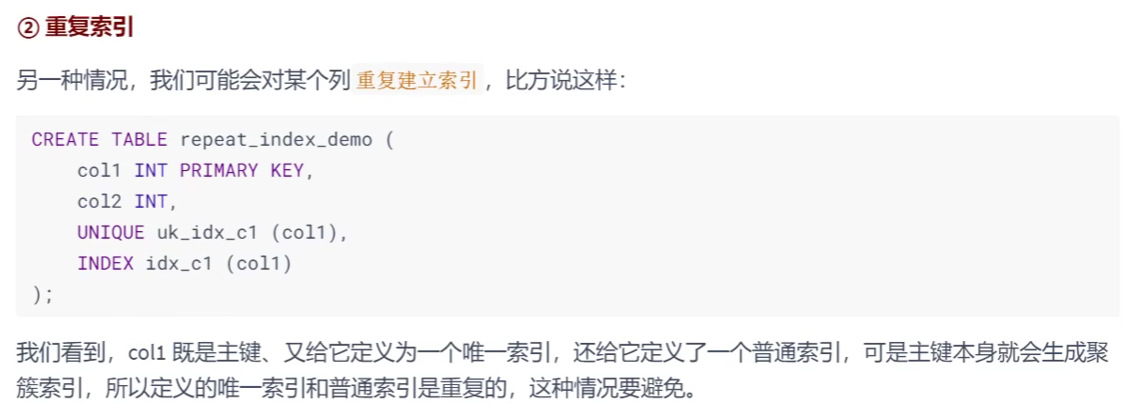 ② 重复索引
另一种情况，我们可能会对某个列 重复建立索引 ，比方说这样：
CREATE TABLE repeat_index_demo (
    col1 INT PRIMARY KEY,
    col2 INT,
    UNIQUE uk_idx_c1 (col1),
    INDEX idx_c1 (col1)
);
我们看到，col1 既是主键、又给它定义为一个唯一索引，还给它定义了一个普通索引，可是主键本身就会生成聚
簇索引，所以定义的唯一索引和普通索引是重复的，这种情况要避免。